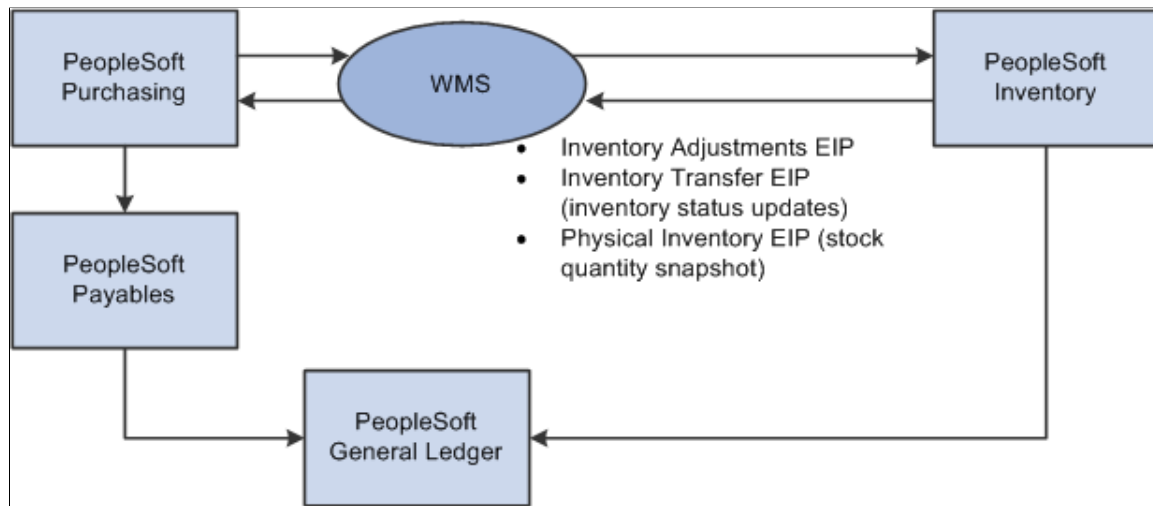 PeopleSoft
Purchasing
WMS
PeopleSoft
Inventory
• Inventory Adjustments EIP
• Inventory Transfer EIP
(inventory status updates)
• Physical Inventory EIP (stock
quantity snapshot)
PeopleSoft
Payables
PeopleSoft
General Ledger